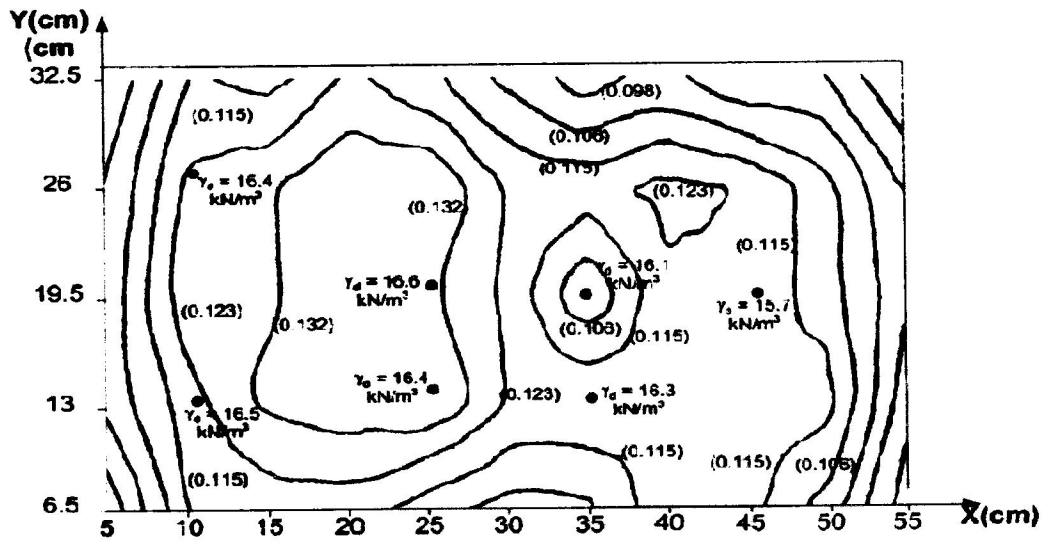 Y(cm)
(cm
32.5
(0.098)
(0.115)
(0.106)
(0.115)
26
γd = 16.4
kN/m³
(0.123)
(0.132)
(0.115)
γd = 16.6
kN/m³
γd = 16.1
kN/m³
19.5
γd = 15.7
kN/m³
(0.123)
(0.132)
(0.106)
(0.115)
γd = 16.4
kN/m³
(0.123)
γd = 16.3
kN/m³
13
γd = 16.5
kN/m³
(0.115)
(0.115)
(0.115)
(0.106)
6.5
5 10 15 20 25 30 35 40 45 50 55
X(cm)